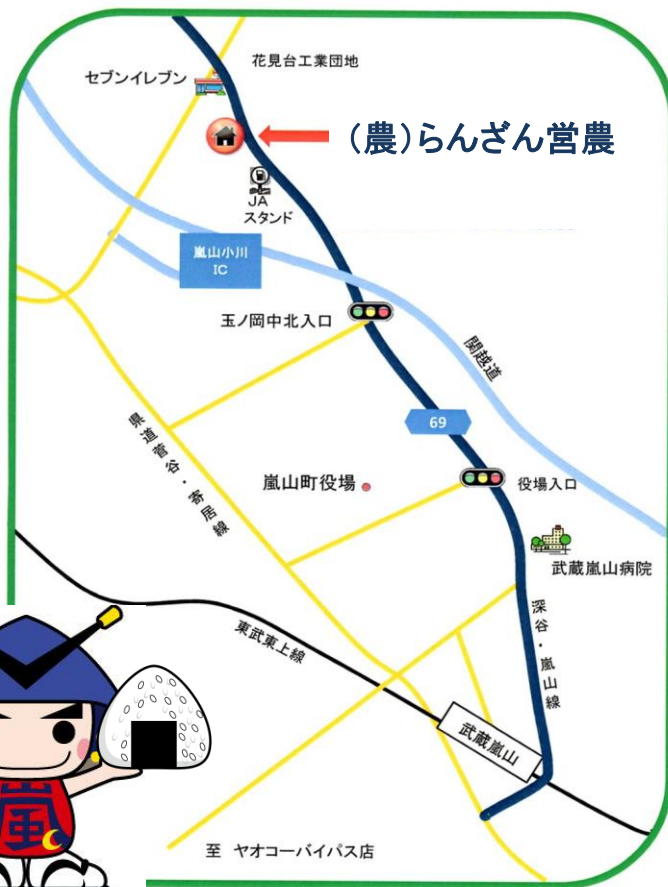 花見台工業団地
セブンイレブン
(農)らんざん営農
JA
スタンド
嵐山小川
IC
玉ノ岡中北入口
関越道
69
県道菅谷・寄居線
嵐山町役場
役場入口
武蔵嵐山病院
深谷・嵐山線
東武東上線
武蔵嵐山
嵐
至 ヤオコーバイパス店